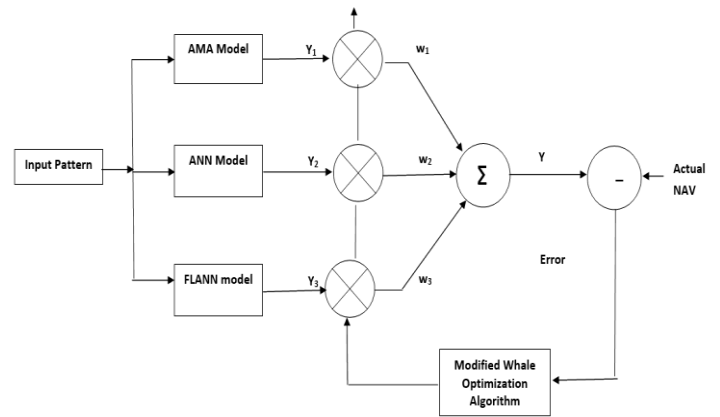 AMA Model
Y1
w1
Input Pattern
ANN Model
Y2
w2
Σ
Y
–
Actual
NAV
FLANN model
Y3
w3
Error
Modified Whale
Optimization
Algorithm